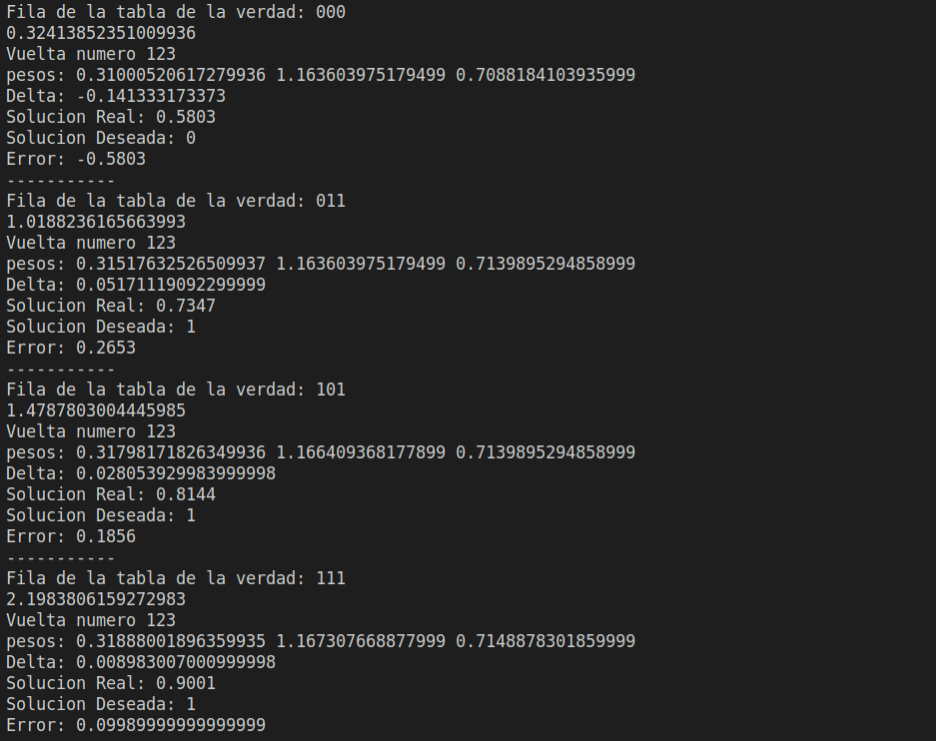 Fila de la tabla de la verdad: 000
0.32413852351009936
Vuelta numero 123
pesos: 0.31000520617279936 1.163603975179499 0.7088184103935999
Delta: -0.141333173373
Solucion Real: 0.5803
Solucion Deseada: 0
Error: -0.5803
-----------
Fila de la tabla de la verdad: 011
1.0188236165663993
Vuelta numero 123
pesos: 0.31517632526509937 1.163603975179499 0.7139895294858999
Delta: 0.05171119092299999
Solucion Real: 0.7347
Solucion Deseada: 1
Error: 0.2653
-----------
Fila de la tabla de la verdad: 101
1.4787803004445985
Vuelta numero 123
pesos: 0.31798171826349936 1.166409368177899 0.7139895294858999
Delta: 0.028053929983999998
Solucion Real: 0.8144
Solucion Deseada: 1
Error: 0.1856
-----------
Fila de la tabla de la verdad: 111
2.1983806159272983
Vuelta numero 123
pesos: 0.31888001896359935 1.167307668877999 0.7148878301859999
Delta: 0.008983007000999998
Solucion Real: 0.9001
Solucion Deseada: 1
Error: 0.09989999999999999